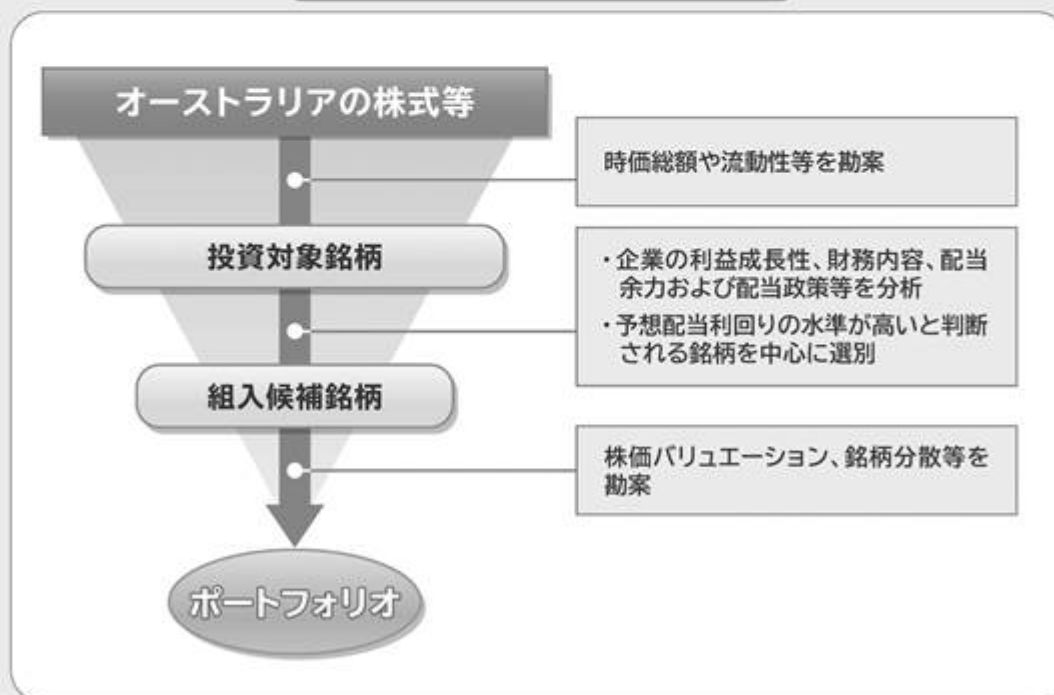 オーストラリアの株式等
時価総額や流動性等を勘案
投資対象銘柄
・企業の利益成長性、財務内容、配当
余力および配当政策等を分析
・予想配当利回りの水準が高いと判断
される銘柄を中心に選別
組入候補銘柄
株価バリュエーション、銘柄分散等を
勘案
ポートフォリオ